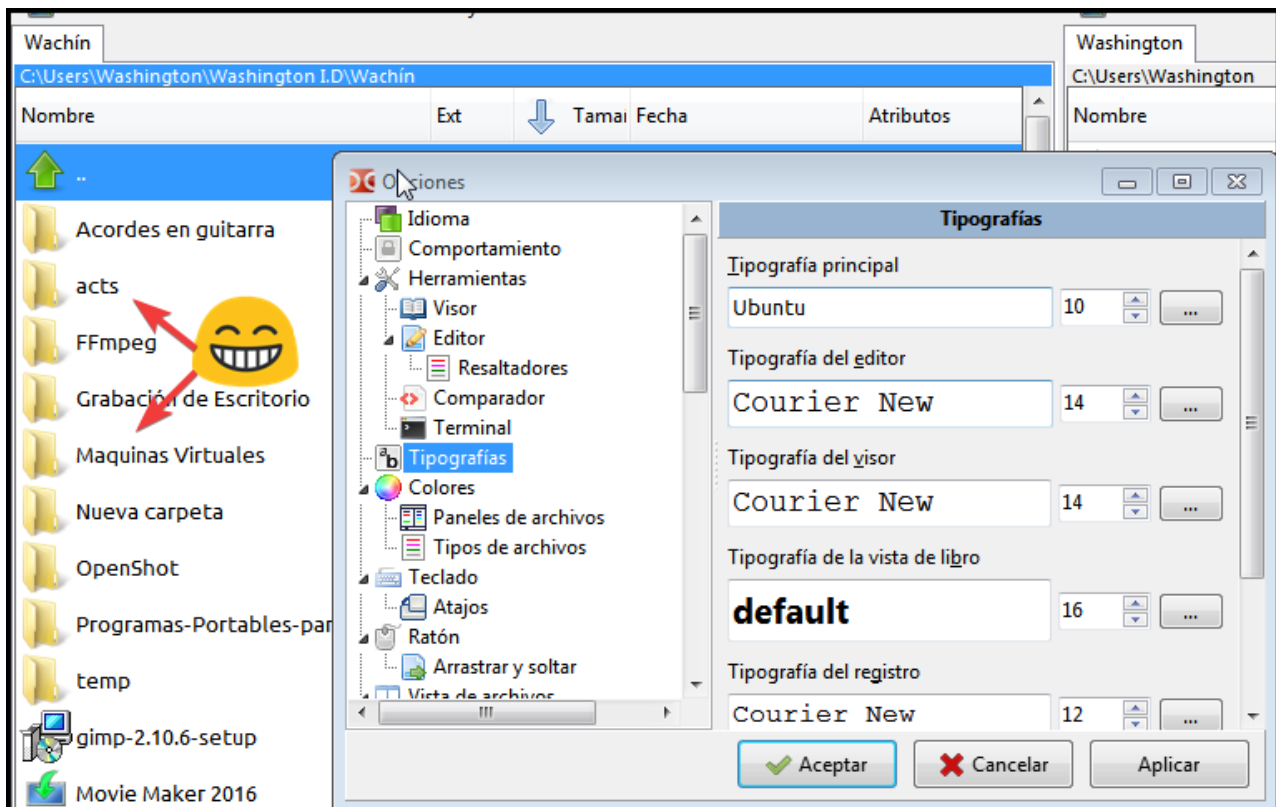 Wachín
Washington
C:\Users\Washington\Washington I.D\Wachín
C:\Users\Washington
Nombre Ext Tamai Fecha Atributos
Nombre
..
Acordes en guitarra
acts
FFmpeg
Grabación de Escritorio
Maquinas Virtuales
Nueva carpeta
OpenShot
Programas-Portables-par
temp
gimp-2.10.6-setup
Movie Maker 2016
Opciones
Idioma
Comportamiento
Herramientas
Visor
Editor
Resaltadores
Comparador
Terminal
Tipografías
Colores
Paneles de archivos
Tipos de archivos
Teclado
Atajos
Ratón
Arrastrar y soltar
Vista de archivos
Tipografías
Tipografía principal
Ubuntu 10 ...
Tipografía del editor
Courier New 14 ...
Tipografía del visor
Courier New 14 ...
Tipografía de la vista de libro
default 16 ...
Tipografía del registro
Courier New 12 ...
Aceptar Cancelar Aplicar